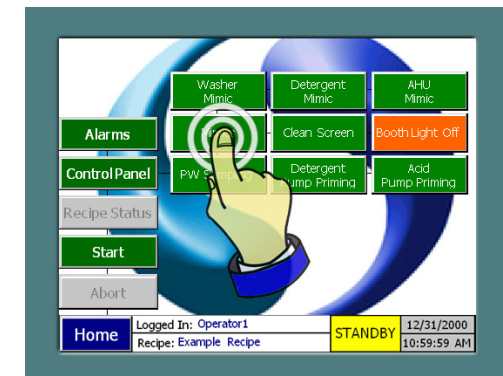 Washer
Mimic
Detergent
Mimic
AHU
Mimic
Alarms
Clean Screen
Booth Light Off
Control Panel
PW
Detergent
Pump Priming
Acid
Pump Priming
Recipe Status
Start
Abort
Home
Logged In: Operator1
Recipe: Example Recipe
STANDBY
12/31/2000
10:59:59 AM